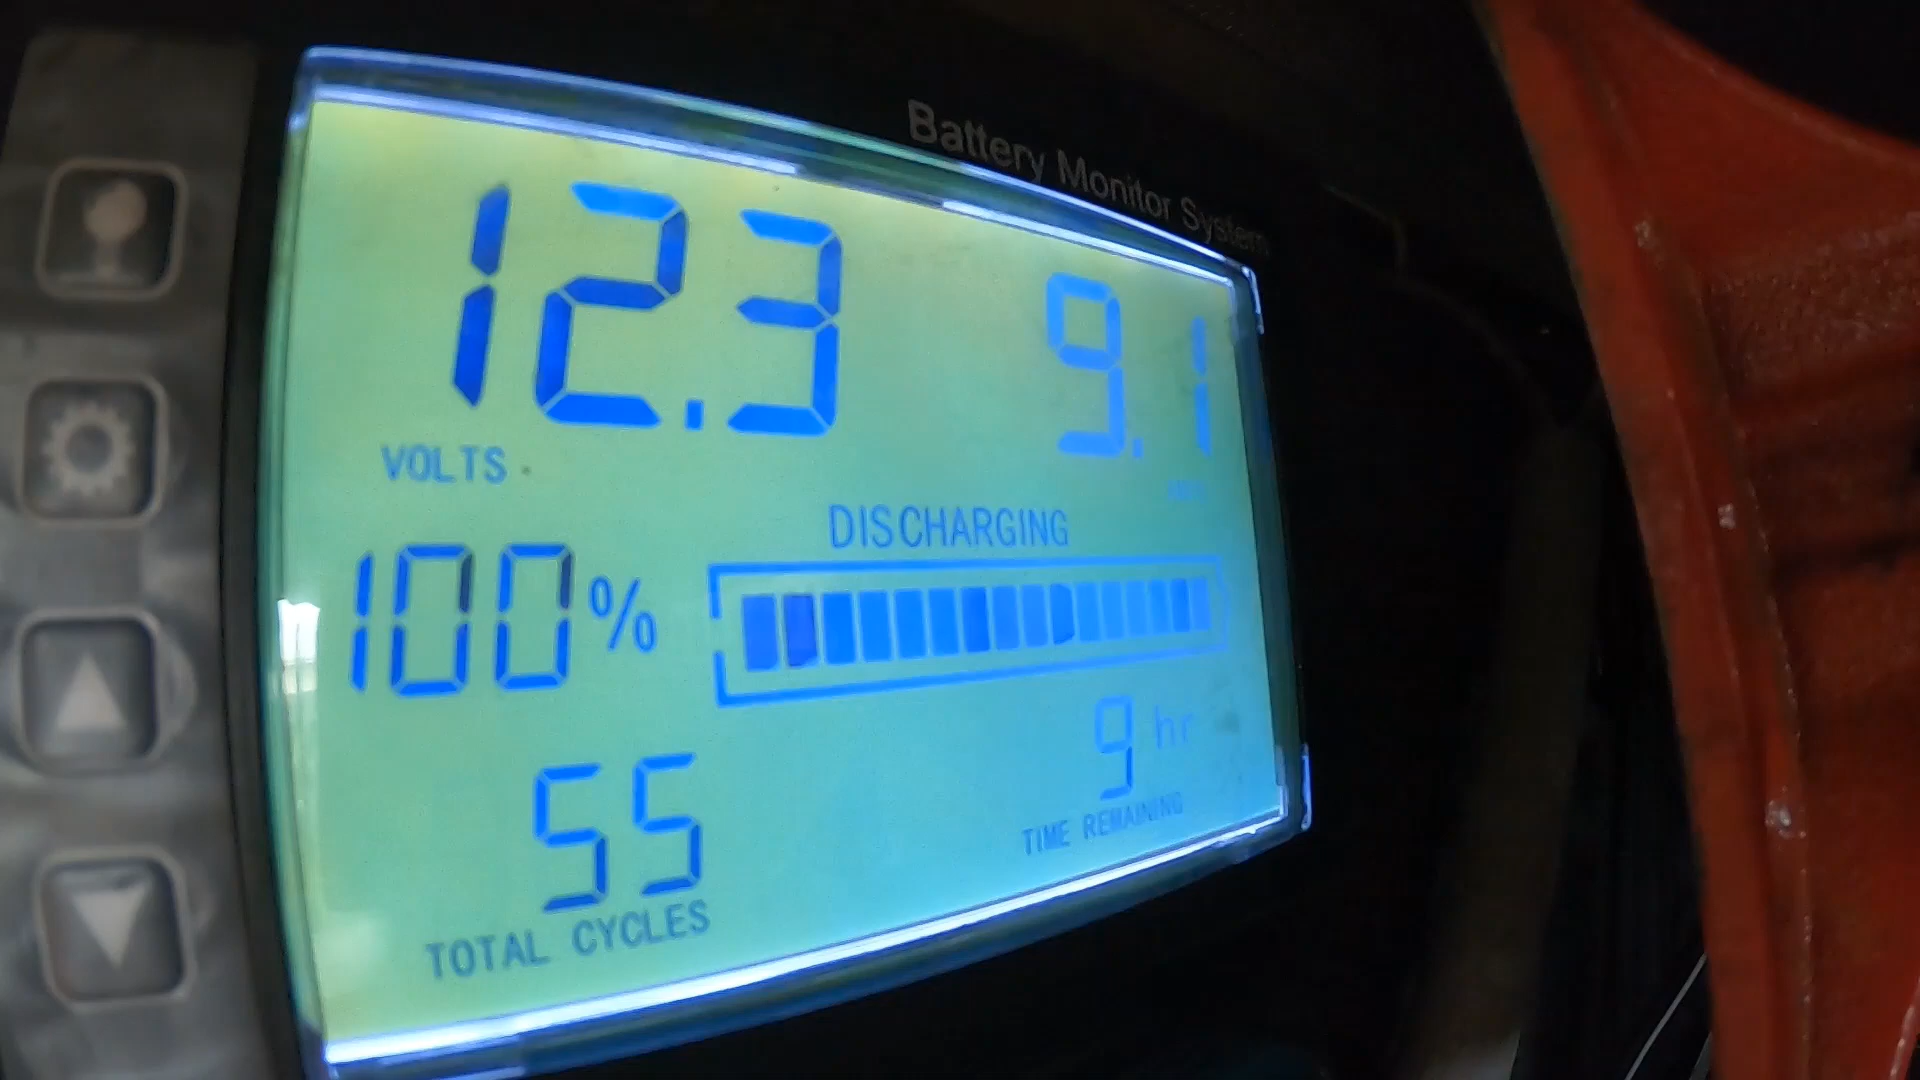 Battery Monitor System
12.3 9.1
VOLTS
DISCHARGING
100%
9 hr
55
TIME REMAINING
TOTAL CYCLES